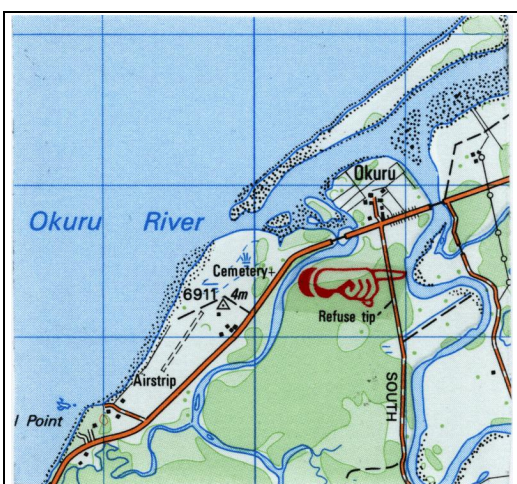 Okuru
Okuru River
Cemetery
6911 4m
Refuse tip
Airstrip
SOUTH
l Point